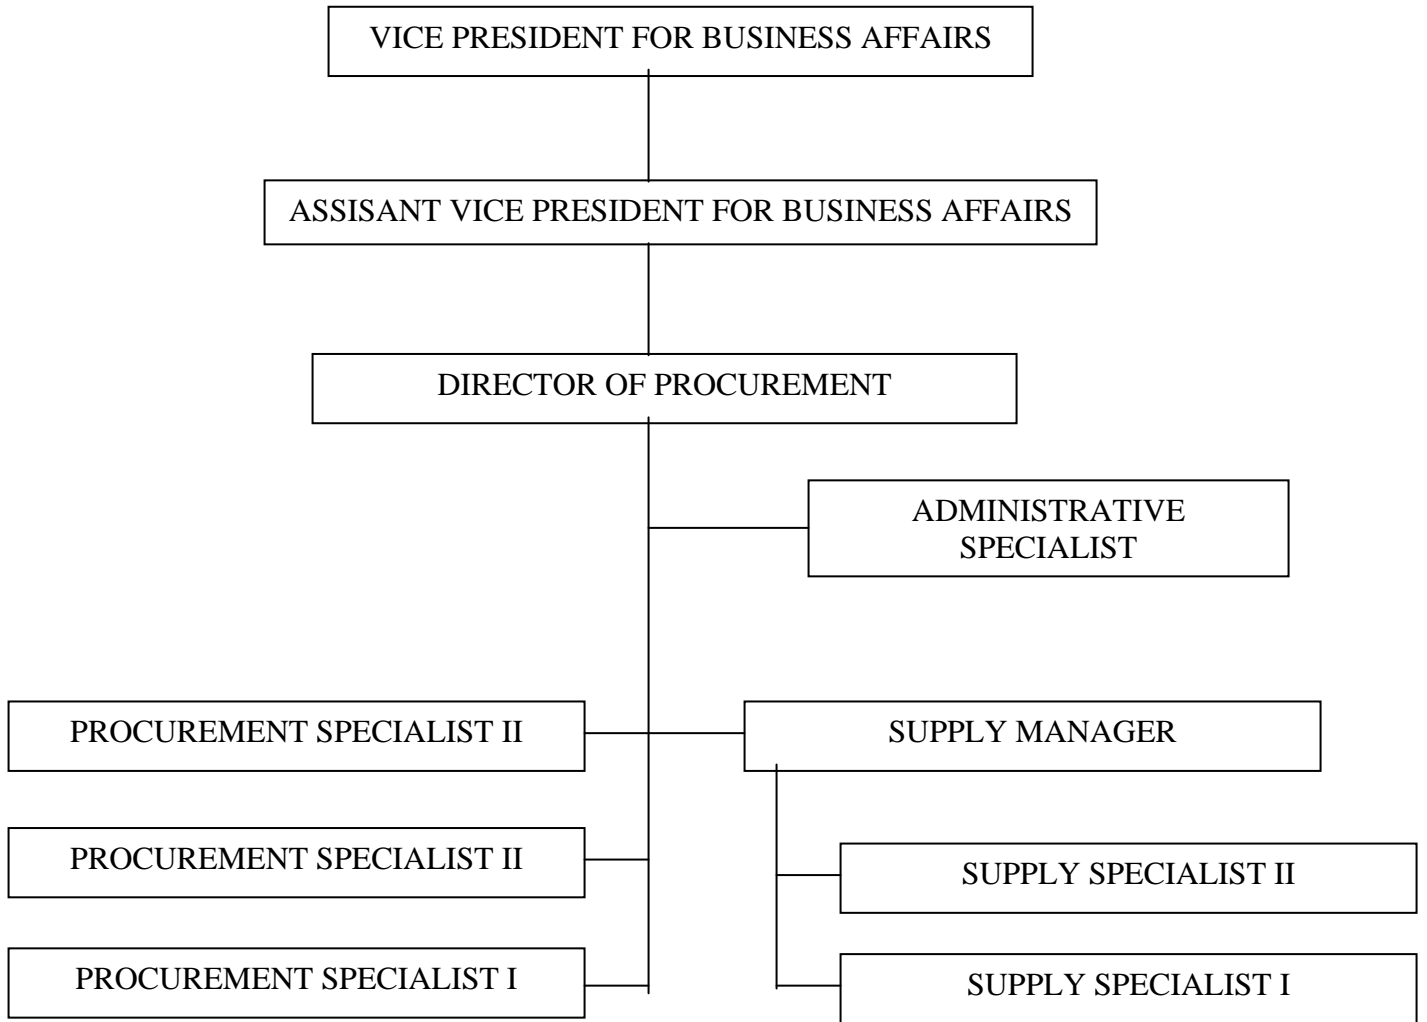 VICE PRESIDENT FOR BUSINESS AFFAIRS
ASSISANT VICE PRESIDENT FOR BUSINESS AFFAIRS
DIRECTOR OF PROCUREMENT
ADMINISTRATIVE
SPECIALIST
PROCUREMENT SPECIALIST II
SUPPLY MANAGER
PROCUREMENT SPECIALIST II
SUPPLY SPECIALIST II
PROCUREMENT SPECIALIST I
SUPPLY SPECIALIST I